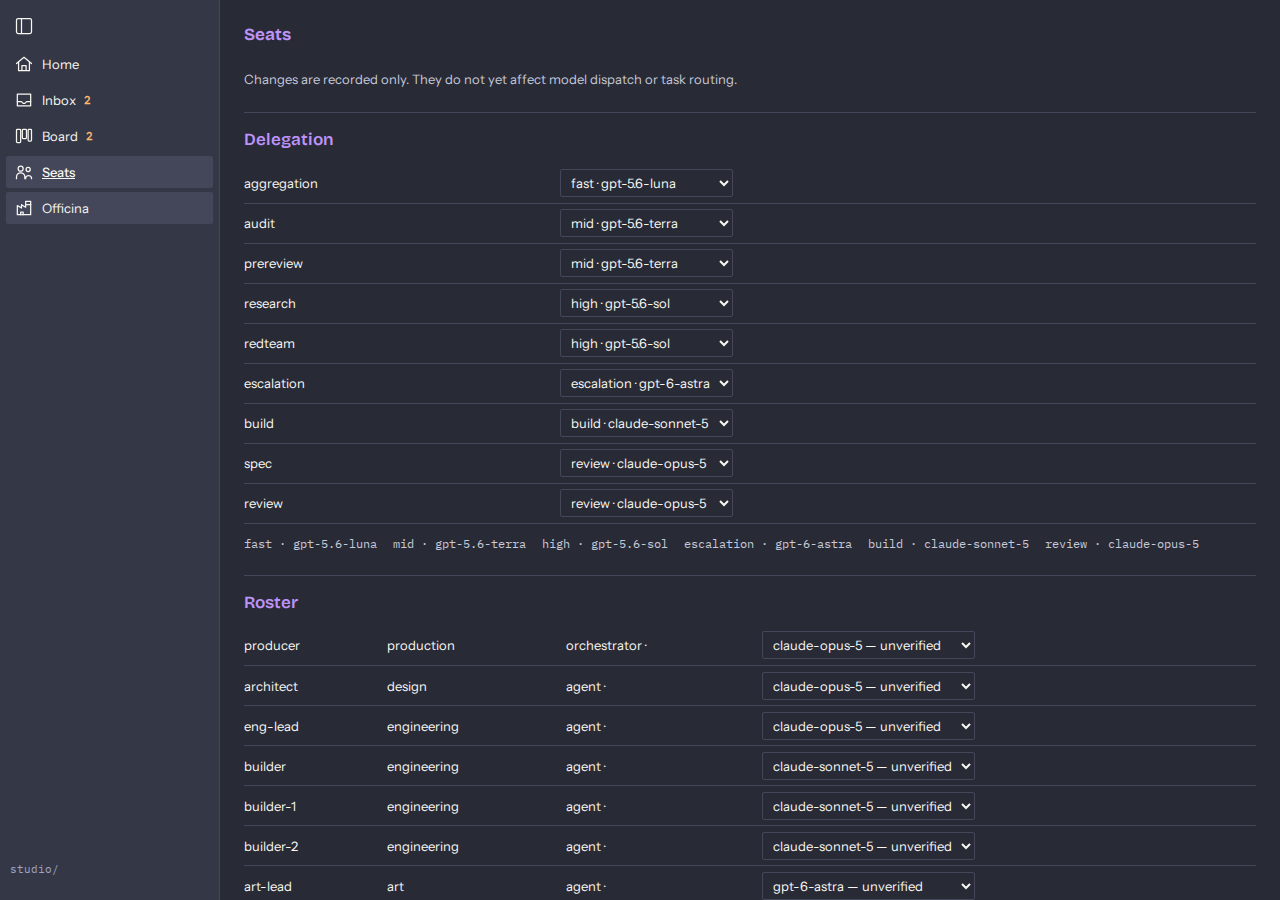 Home
Inbox 2
Board 2
Seats
Officina
studio/
Seats
Changes are recorded only. They do not yet affect model dispatch or task routing.
Delegation
aggregation fast · gpt-5.6-luna
audit mid · gpt-5.6-terra
prereview mid · gpt-5.6-terra
research high · gpt-5.6-sol
redteam high · gpt-5.6-sol
escalation escalation · gpt-6-astra
build build · claude-sonnet-5
spec review · claude-opus-5
review review · claude-opus-5
fast · gpt-5.6-luna mid · gpt-5.6-terra high · gpt-5.6-sol escalation · gpt-6-astra build · claude-sonnet-5 review · claude-opus-5
Roster
producer production orchestrator · claude-opus-5 — unverified
architect design agent · claude-opus-5 — unverified
eng-lead engineering agent · claude-opus-5 — unverified
builder engineering agent · claude-sonnet-5 — unverified
builder-1 engineering agent · claude-sonnet-5 — unverified
builder-2 engineering agent · claude-sonnet-5 — unverified
art-lead art agent · gpt-6-astra — unverified